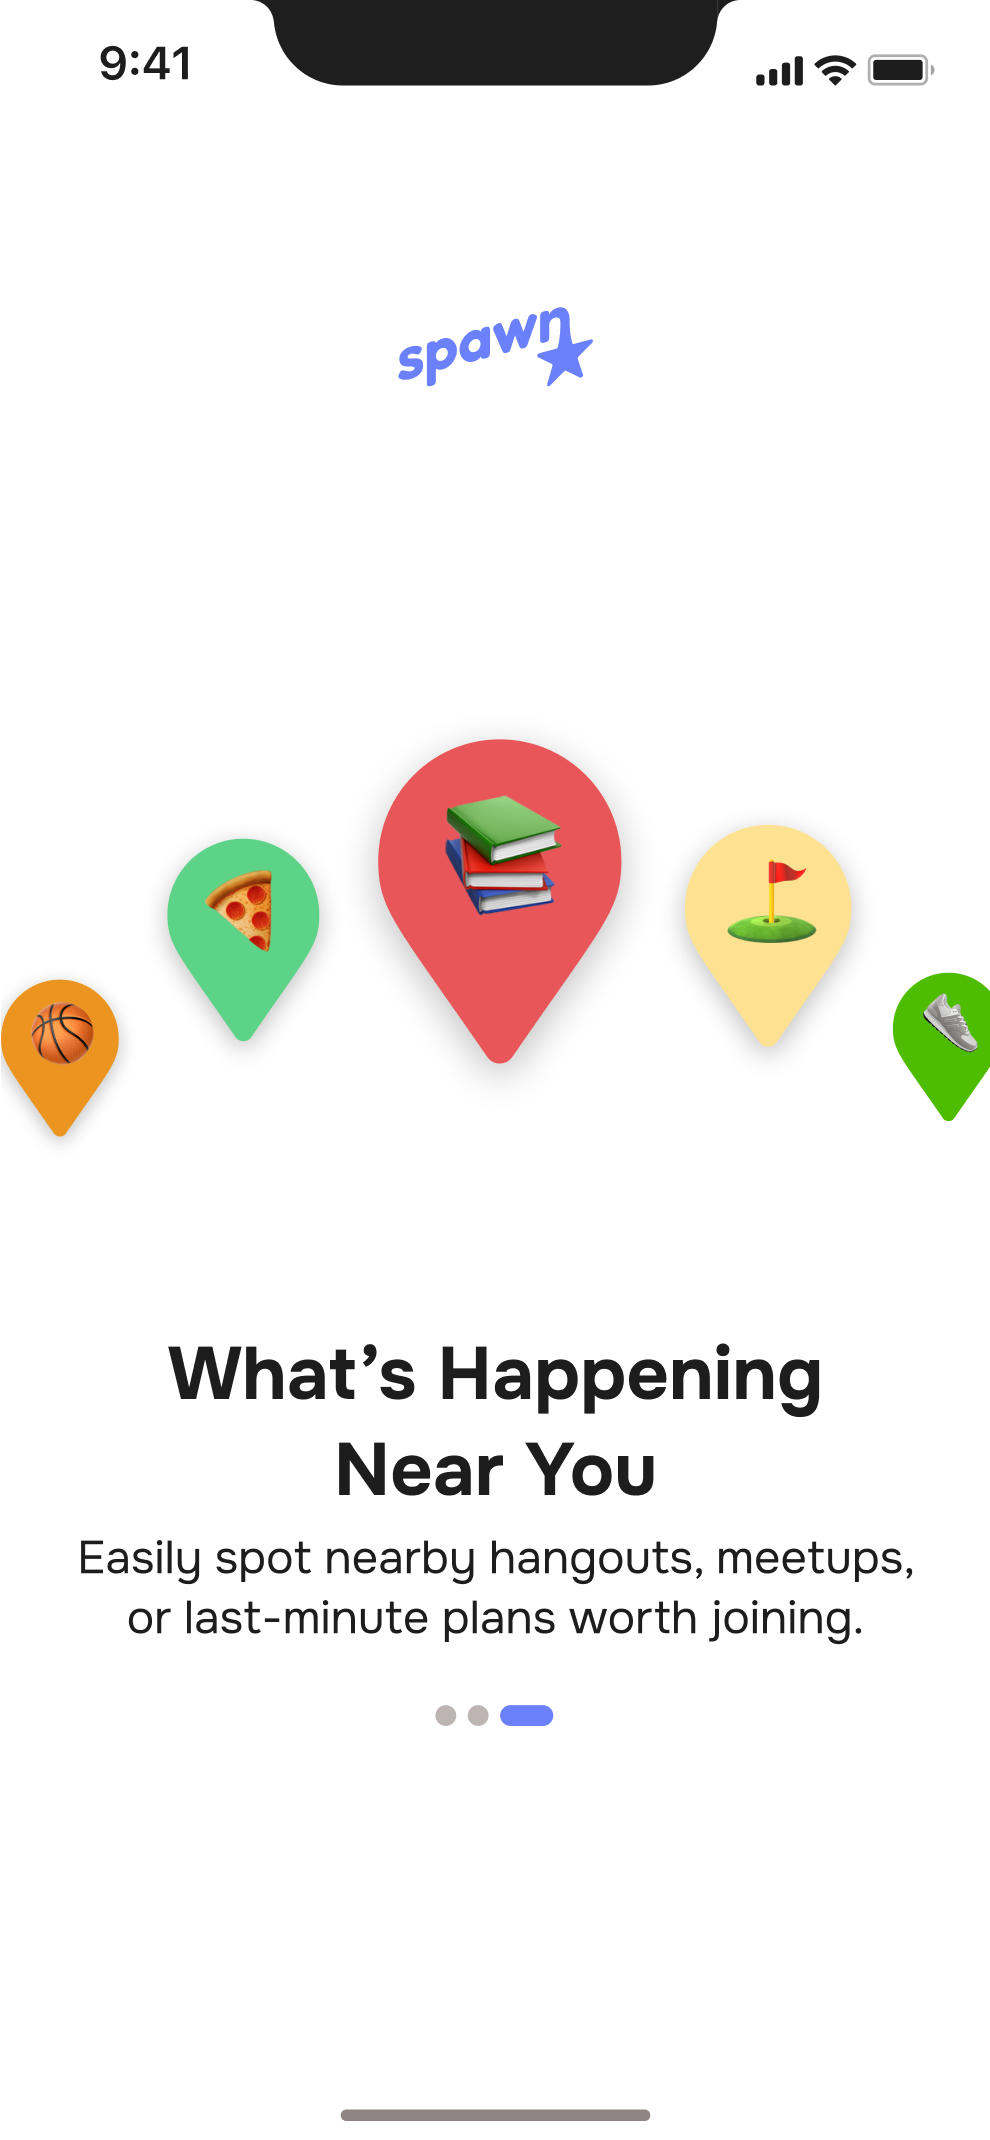 9:41
spawn
What’s Happening
Near You
Easily spot nearby hangouts, meetups,
or last-minute plans worth joining.